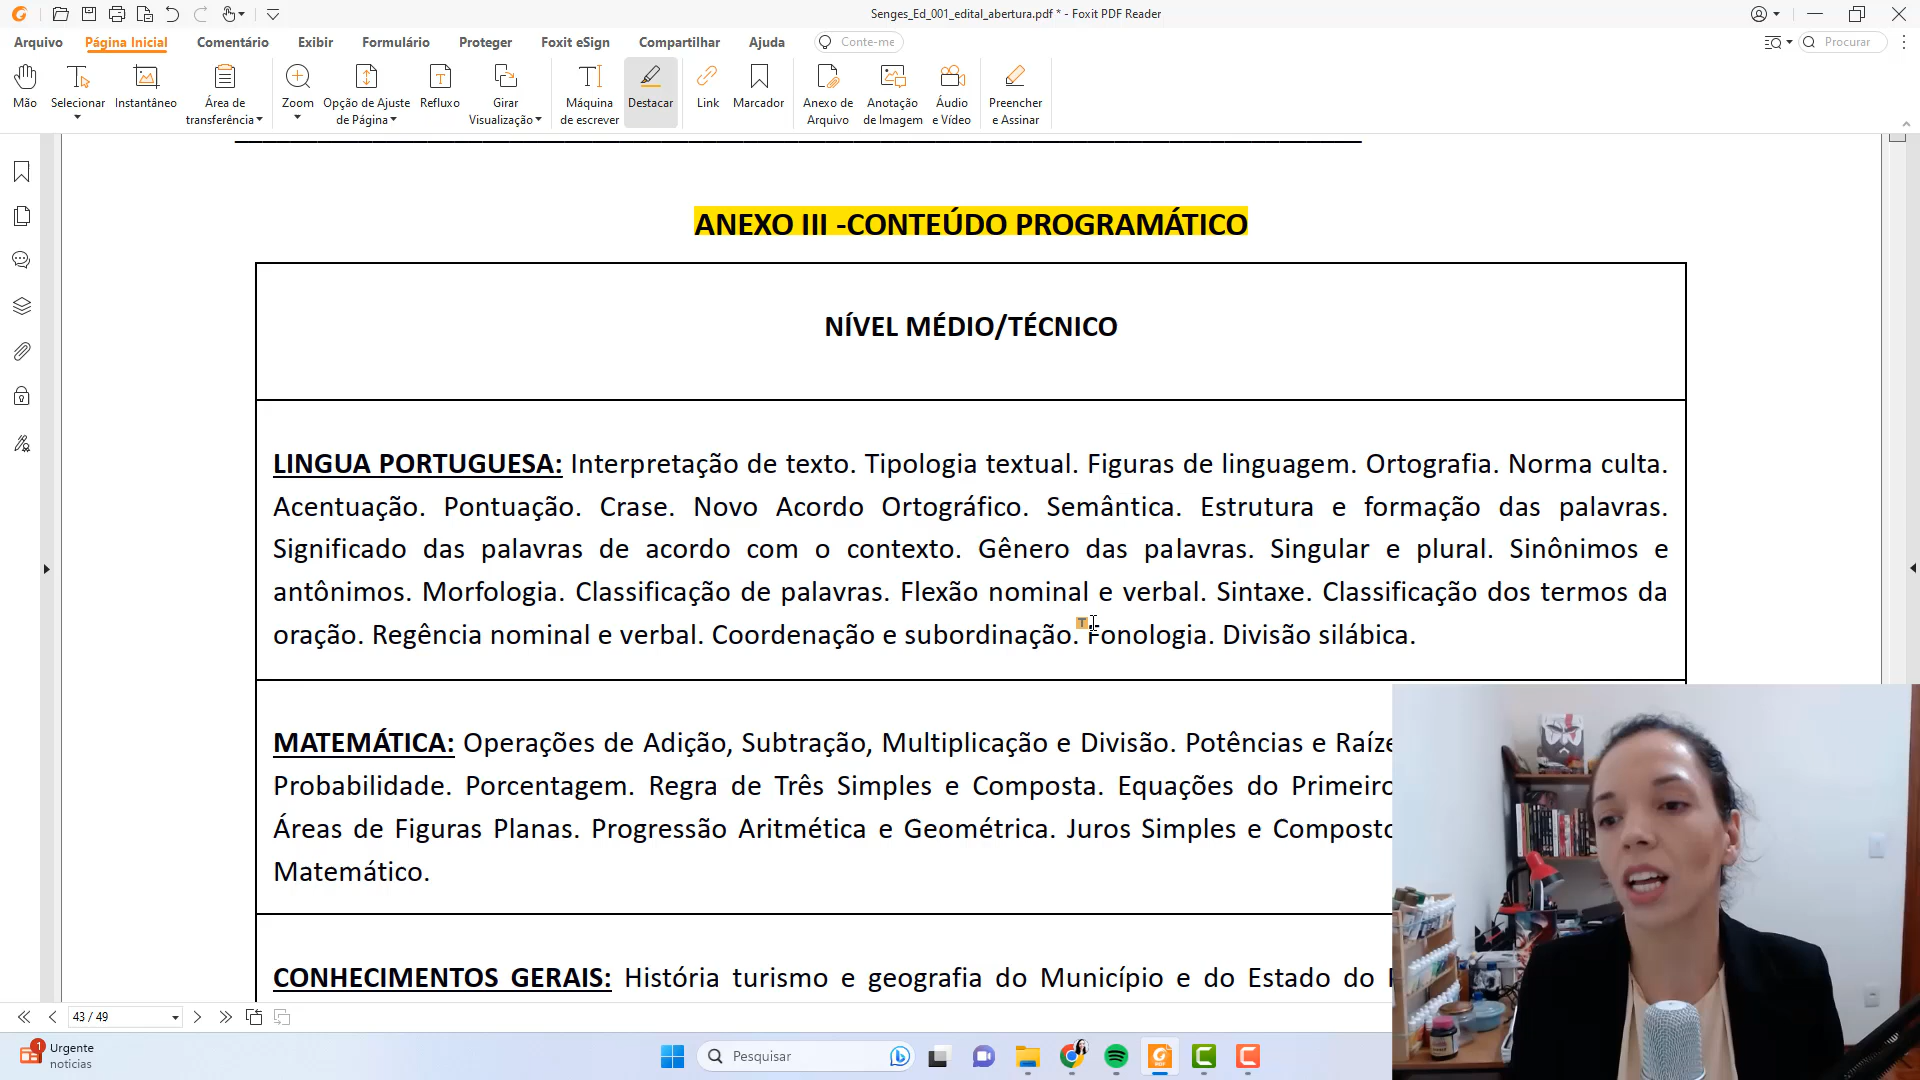 Senges_Ed_001_edital_abertura.pdf * - Foxit PDF Reader
Arquivo Página Inicial Comentário Exibir Formulário Proteger Foxit eSign Compartilhar Ajuda Conte-me Procurar
Mão Selecionar Instantâneo Área de transferência Zoom Opção de Ajuste de Página Refluxo Girar Visualização Máquina de escrever Destacar Link Marcador Anexo de Arquivo Anotação de Imagem Áudio e Vídeo Preencher e Assinar
ANEXO III -CONTEÚDO PROGRAMÁTICO
NÍVEL MÉDIO/TÉCNICO
LINGUA PORTUGUESA: Interpretação de texto. Tipologia textual. Figuras de linguagem. Ortografia. Norma culta.
Acentuação. Pontuação. Crase. Novo Acordo Ortográfico. Semântica. Estrutura e formação das palavras.
Significado das palavras de acordo com o contexto. Gênero das palavras. Singular e plural. Sinônimos e
antônimos. Morfologia. Classificação de palavras. Flexão nominal e verbal. Sintaxe. Classificação dos termos da
oração. Regência nominal e verbal. Coordenação e subordinação. Fonologia. Divisão silábica.
MATEMÁTICA: Operações de Adição, Subtração, Multiplicação e Divisão. Potências e Raíze
Probabilidade. Porcentagem. Regra de Três Simples e Composta. Equações do Primeiro
Áreas de Figuras Planas. Progressão Aritmética e Geométrica. Juros Simples e Compost
Matemático.
CONHECIMENTOS GERAIS: História turismo e geografia do Município e do Estado do
43 / 49
1
Urgente
notícias
Pesquisar